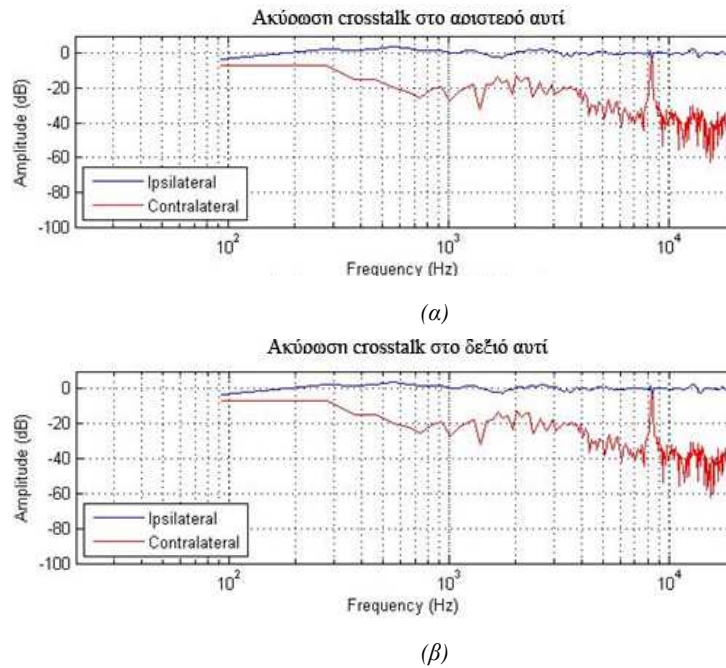 Ακύρωση crosstalk στο αριστερό αυτί
0
-20
-40
-60
-80
-100
Amplitude (dB)
Ipsilateral
Contralateral
10²
10³
10⁴
Frequency (Hz)
(α)
Ακύρωση crosstalk στο δεξιό αυτί
0
-20
-40
-60
-80
-100
Amplitude (dB)
Ipsilateral
Contralateral
10²
10³
10⁴
Frequency (Hz)
(β)